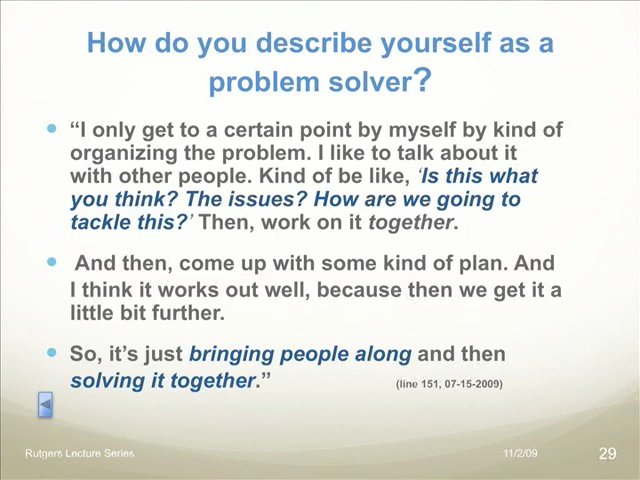 How do you describe yourself as a
problem solver?
“I only get to a certain point by myself by kind of
organizing the problem. I like to talk about it
with other people. Kind of be like, ‘Is this what
you think? The issues? How are we going to
tackle this?’ Then, work on it together.
And then, come up with some kind of plan. And
I think it works out well, because then we get it a
little bit further.
So, it’s just bringing people along and then
solving it together.”
(line 151, 07-15-2009)
Rutgers Lecture Series
11/2/09
29